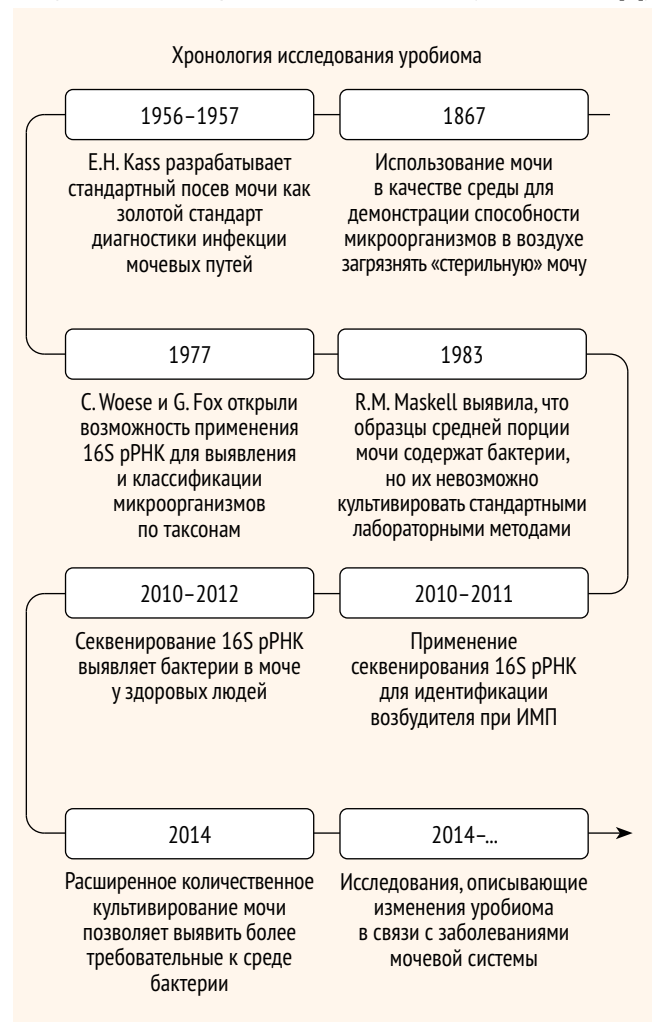 Хронология исследования уробиома
1956–1957
E.H. Kass разрабатывает
стандартный посев мочи как
золотой стандарт
диагностики инфекции
мочевых путей
1867
Использование мочи
в качестве среды для
демонстрации способности
микроорганизмов в воздухе
загрязнять «стерильную» мочу
1977
C. Woese и G. Fox открыли
возможность применения
16S рРНК для выявления
и классификации
микроорганизмов
по таксонам
1983
R.M. Maskell выявила, что
образцы средней порции
мочи содержат бактерии,
но их невозможно
культивировать стандартными
лабораторными методами
2010–2012
Секвенирование 16S рРНК
выявляет бактерии в моче
у здоровых людей
2010–2011
Применение
секвенирования 16S рРНК
для идентификации
возбудителя при ИМП
2014
Расширенное количественное
культивирование мочи
позволяет выявить более
требовательные к среде
бактерии
2014–...
Исследования, описывающие
изменения уробиома
в связи с заболеваниями
мочевой системы